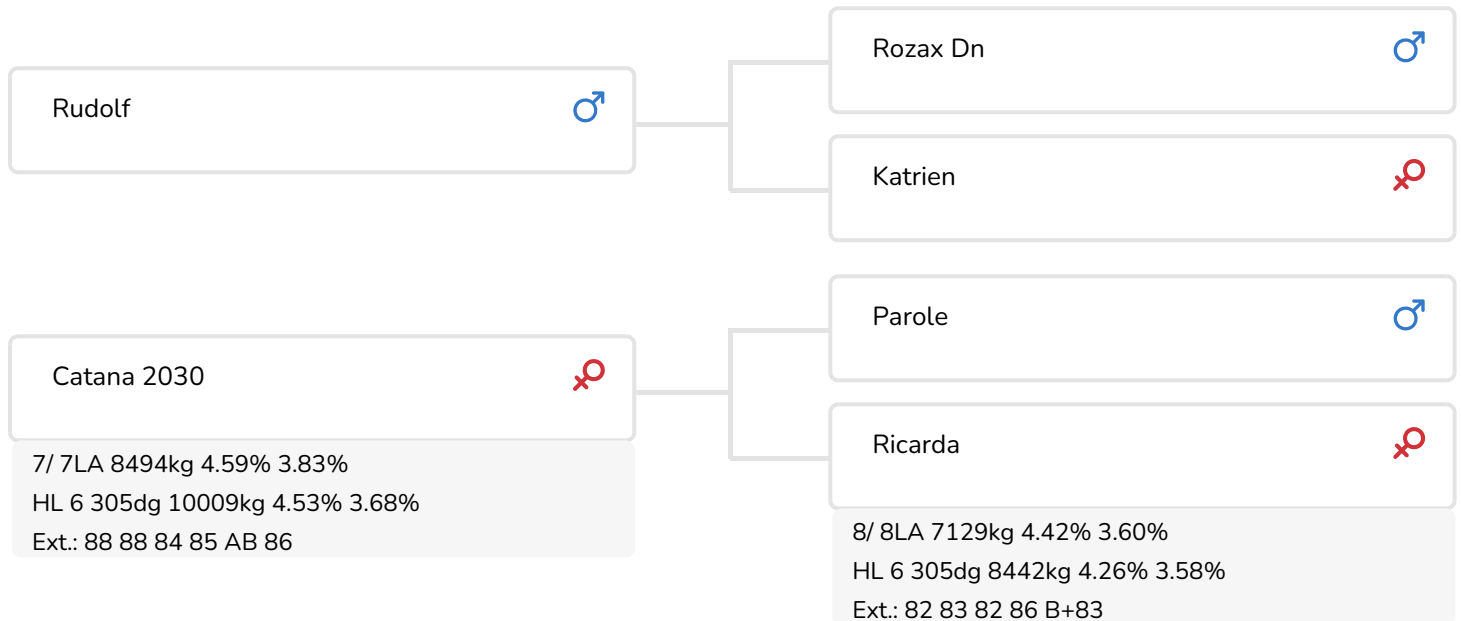 Rudolf
Rozax Dn
Katrien
Catana 2030
7/ 7LA 8494kg 4.59% 3.83%
HL 6 305dg 10009kg 4.53% 3.68%
Ext.: 88 88 84 85 AB 86
Parole
Ricarda
8/ 8LA 7129kg 4.42% 3.60%
HL 6 305dg 8442kg 4.26% 3.58%
Ext.: 82 83 82 86 B+83